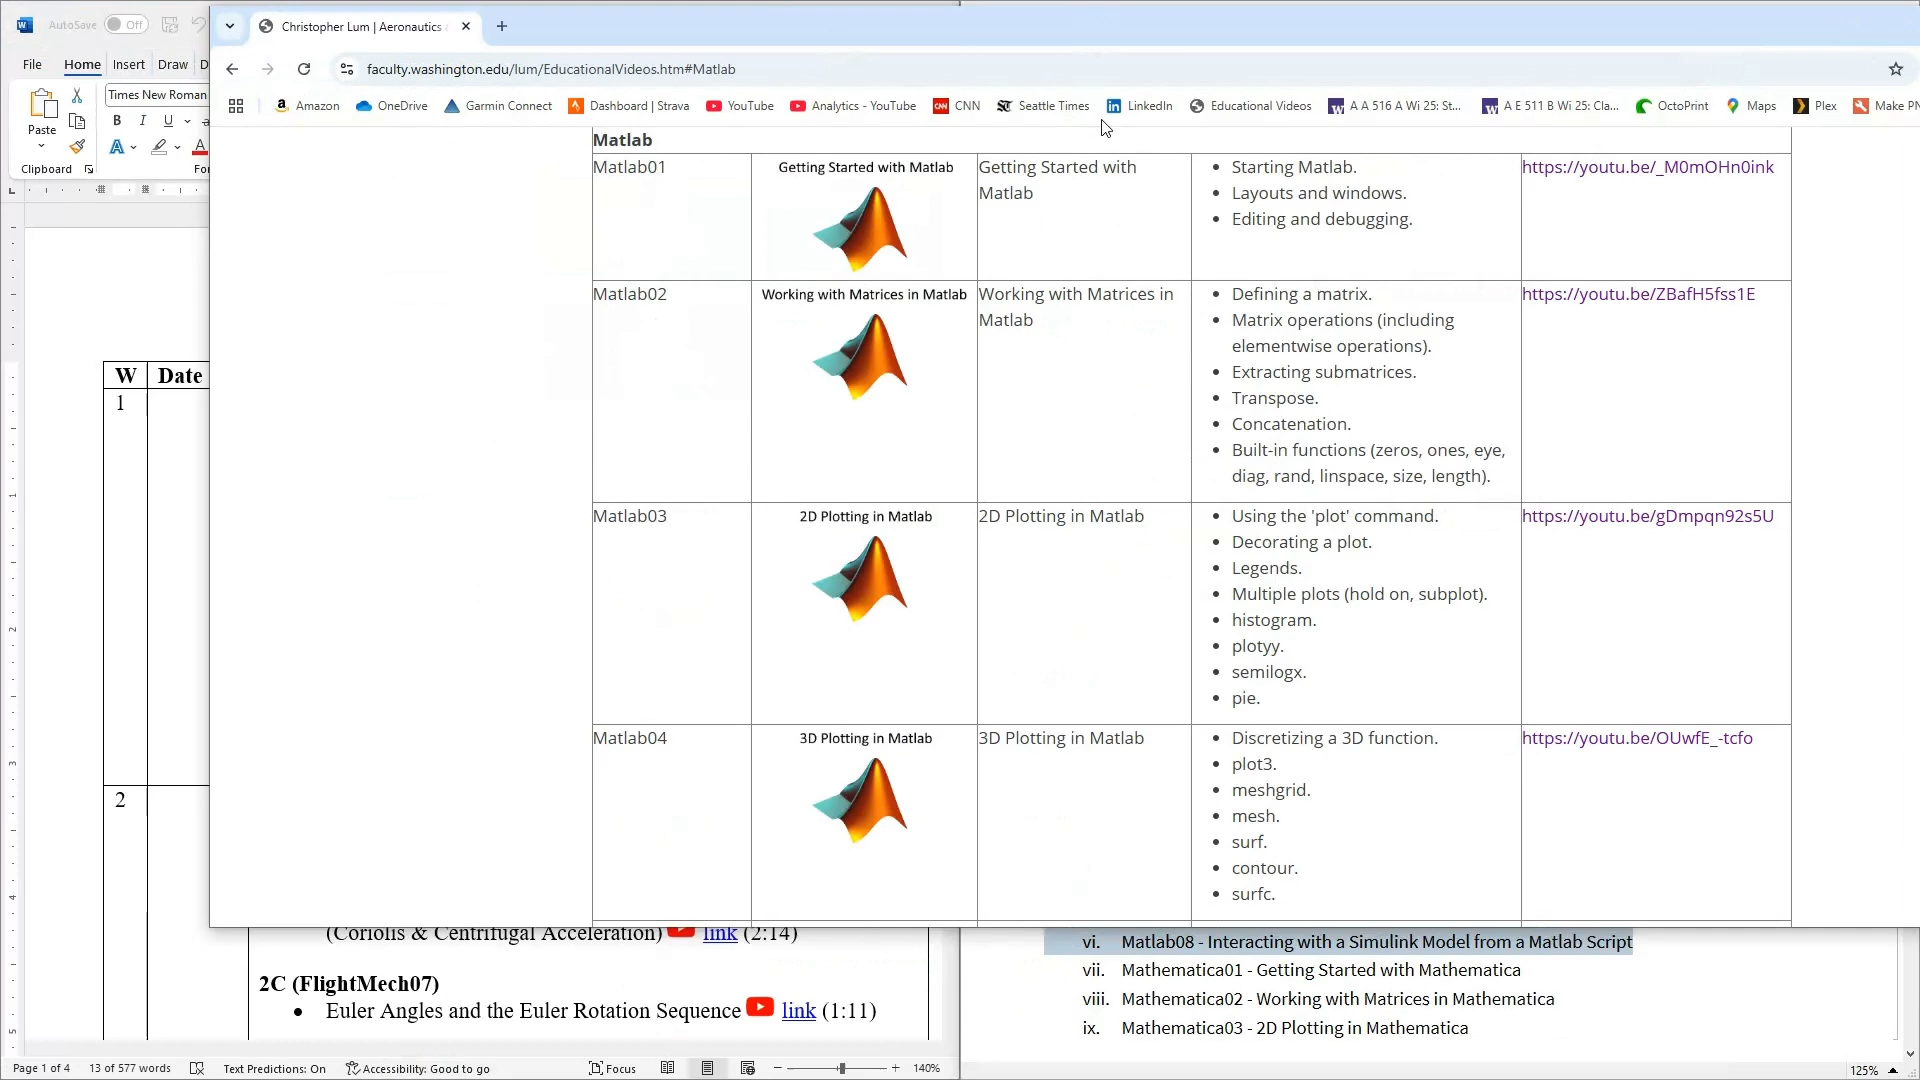 AutoSave Off
Christopher Lum | Aeronautics
File Home Insert Draw D
faculty.washington.edu/lum/EducationalVideos.htm#Matlab
Times New Roman
Amazon OneDrive Garmin Connect Dashboard | Strava YouTube Analytics - YouTube CNN Seattle Times LinkedIn Educational Videos A A 516 A Wi 25: St... A E 511 B Wi 25: Cla... OctoPrint Maps Plex Make PN
Paste B I U
Clipboard For
Matlab
Matlab01
Getting Started with Matlab
Getting Started with
Matlab
• Starting Matlab.
• Layouts and windows.
• Editing and debugging.
https://youtu.be/_M0mOHn0ink
Matlab02
Working with Matrices in Matlab
Working with Matrices in
Matlab
• Defining a matrix.
• Matrix operations (including
elementwise operations).
• Extracting submatrices.
• Transpose.
• Concatenation.
• Built-in functions (zeros, ones, eye,
diag, rand, linspace, size, length).
https://youtu.be/ZBafH5fss1E
Matlab03
2D Plotting in Matlab
2D Plotting in Matlab
• Using the 'plot' command.
• Decorating a plot.
• Legends.
• Multiple plots (hold on, subplot).
• histogram.
• plotyy.
• semilogx.
• pie.
https://youtu.be/gDmpqn92s5U
Matlab04
3D Plotting in Matlab
3D Plotting in Matlab
• Discretizing a 3D function.
• plot3.
• meshgrid.
• mesh.
• surf.
• contour.
• surfc.
https://youtu.be/OUwfE_-tcfo
W Date
1
2
(Coriolis & Centrifugal Acceleration) link (2:14)
2C (FlightMech07)
• Euler Angles and the Euler Rotation Sequence link (1:11)
vi. Matlab08 - Interacting with a Simulink Model from a Matlab Script
vii. Mathematica01 - Getting Started with Mathematica
viii. Mathematica02 - Working with Matrices in Mathematica
ix. Mathematica03 - 2D Plotting in Mathematica
Page 1 of 4 13 of 577 words Text Predictions: On Accessibility: Good to go Focus 140%
125%